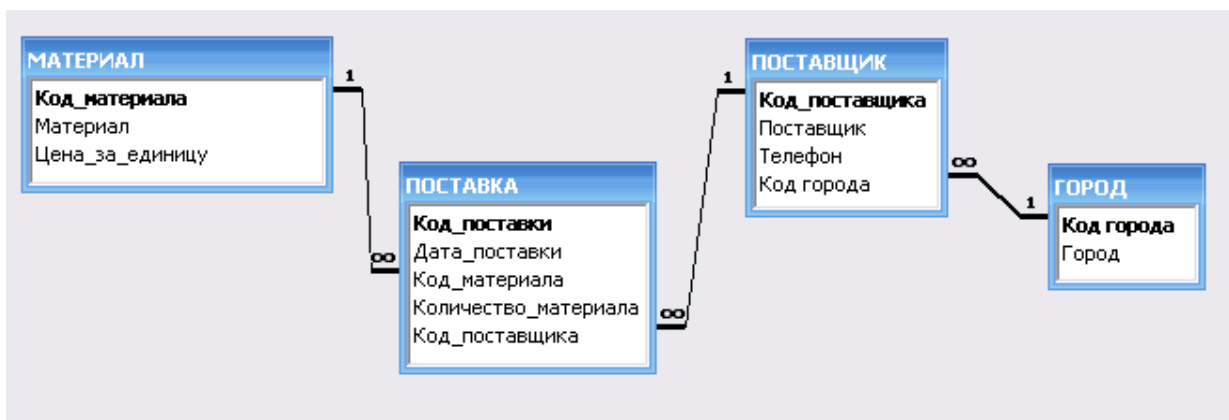 МАТЕРИАЛ
Код_материала
Материал
Цена_за_единицу
1
∞
ПОСТАВКА
Код_поставки
Дата_поставки
Код_материала
Количество_материала
Код_поставщика
∞
1
ПОСТАВЩИК
Код_поставщика
Поставщик
Телефон
Код города
∞
1
ГОРОД
Код города
Город